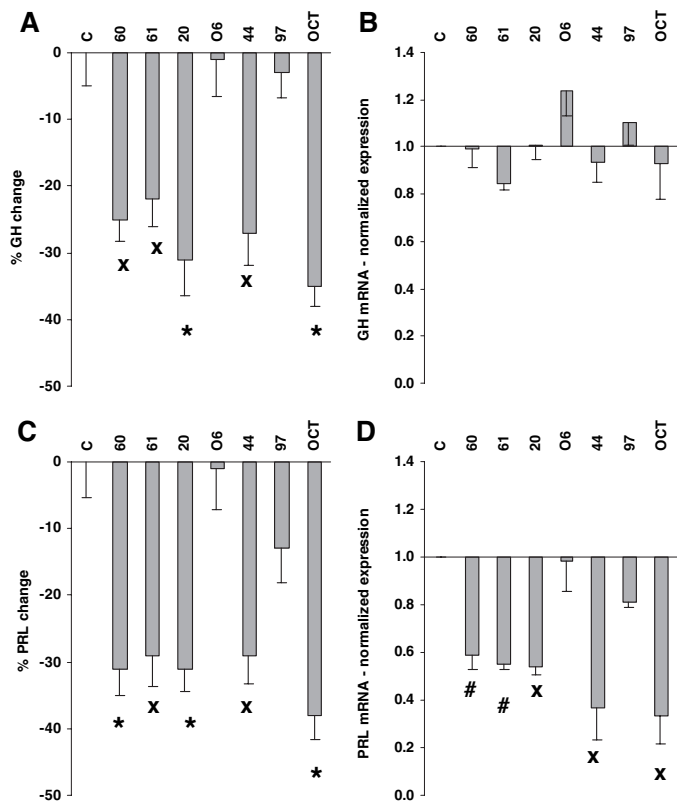 A
C 60 61 20 O6 44 97 OCT
0
-10
-20
-30
-40
-50
% GH change
x x * x *
B
C 60 61 20 O6 44 97 OCT
1.4
1.2
1.0
0.8
0.6
0.4
0.2
0.0
GH mRNA - normalized expression
C
C 60 61 20 O6 44 97 OCT
0
-10
-20
-30
-40
-50
% PRL change
* x * x *
D
C 60 61 20 O6 44 97 OCT
1.4
1.2
1.0
0.8
0.6
0.4
0.2
0.0
PRL mRNA - normalized expression
# # x x x